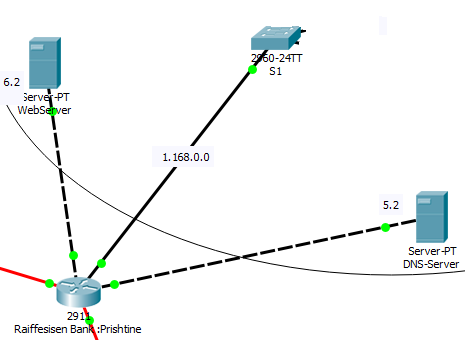 2960-24TT
S1
6.2
Server-PT
WebServer
1.168.0.0
5.2
Server-PT
DNS-Server
2911
Raiffesisen Bank :Prishtine